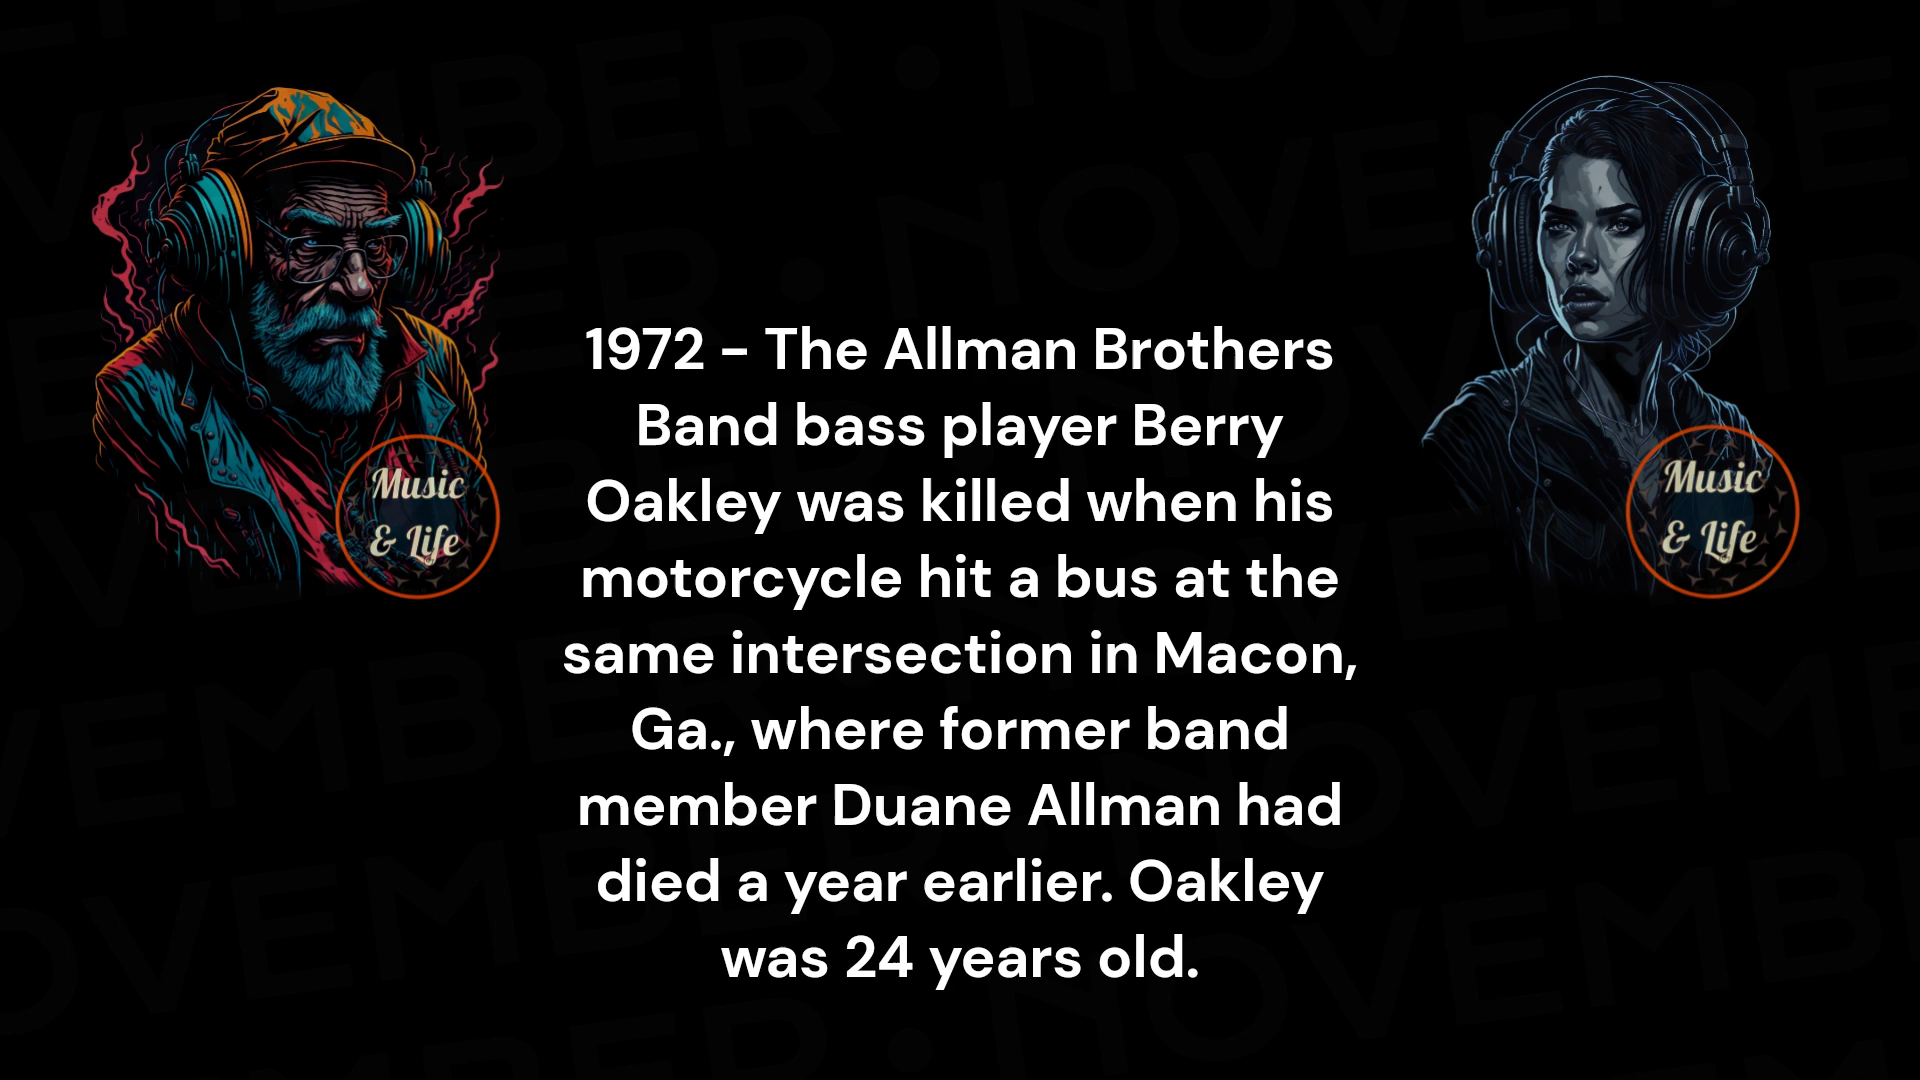 1972 – The Allman Brothers
Band bass player Berry
Oakley was killed when his
motorcycle hit a bus at the
same intersection in Macon,
Ga., where former band
member Duane Allman had
died a year earlier. Oakley
was 24 years old.
Music
& Life
Music
& Life
NOVEMBER • NOVEMBER